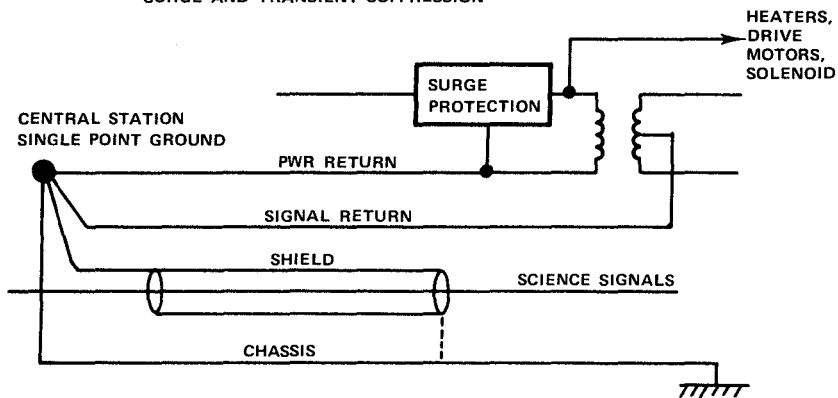 SURGE AND TRANSIENT SUPPRESSION
HEATERS,
DRIVE
MOTORS,
SOLENOID
SURGE
PROTECTION
CENTRAL STATION
SINGLE POINT GROUND
PWR RETURN
SIGNAL RETURN
SHIELD
SCIENCE SIGNALS
CHASSIS